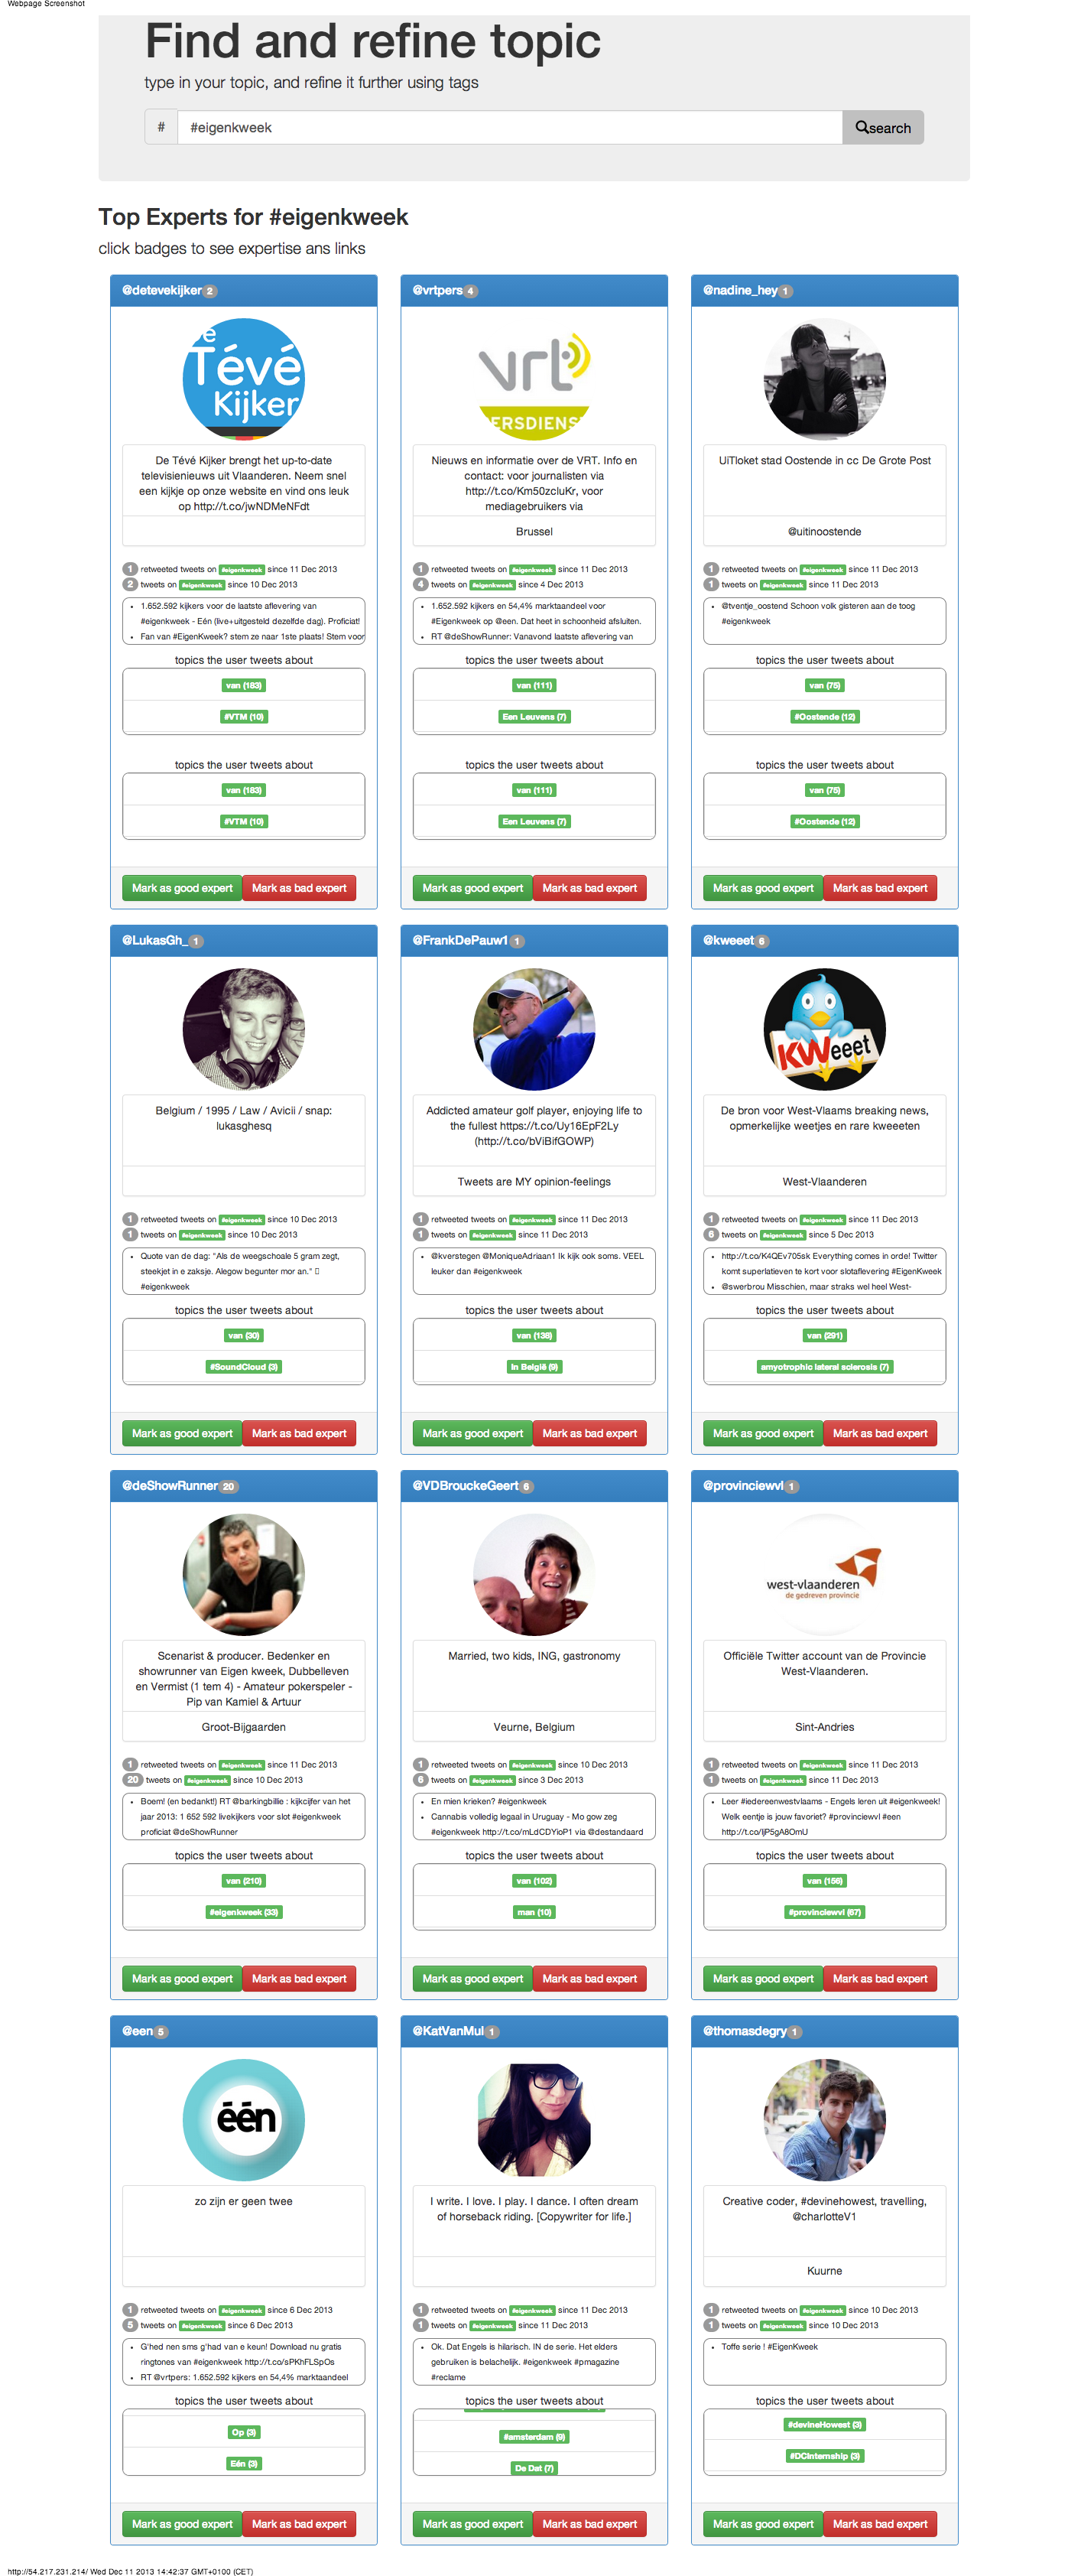 Webpage Screenshot
Find and refine topic
type in your topic, and refine it further using tags
# #eigenkweek search
Top Experts for #eigenkweek
click badges to see expertise ans links
@detevekijker 2
De
Tévé
Kijker
De Tévé Kijker brengt het up-to-date
televisienieuws uit Vlaanderen. Neem snel
een kijkje op onze website en vind ons leuk
op http://t.co/jwNDMeNFdt
1 retweeted tweets on #eigenkweek since 11 Dec 2013
2 tweets on #eigenkweek since 10 Dec 2013
1.652.592 kijkers voor de laatste aflevering van
#eigenkweek - Eén (live+uitgesteld dezelfde dag). Proficiat!
Fan van #EigenKweek? stem ze naar 1ste plaats! Stem voor
topics the user tweets about
van (183)
#VTM (10)
topics the user tweets about
van (183)
#VTM (10)
Mark as good expert Mark as bad expert
@vrtpers 4
vrt
ERSDIENS
Nieuws en informatie over de VRT. Info en
contact: voor journalisten via
http://t.co/Km50zcluKr, voor
mediagebruikers via
Brussel
1 retweeted tweets on #eigenkweek since 11 Dec 2013
4 tweets on #eigenkweek since 4 Dec 2013
1.652.592 kijkers en 54,4% marktaandeel voor
#Eigenkweek op @een. Dat heet in schoonheid afsluiten.
RT @deShowRunner: Vanavond laatste aflevering van
topics the user tweets about
van (111)
Een Leuvens (7)
topics the user tweets about
van (111)
Een Leuvens (7)
Mark as good expert Mark as bad expert
@nadine_hey 1
UiTloket stad Oostende in cc De Grote Post
@uitinoostende
1 retweeted tweets on #eigenkweek since 11 Dec 2013
1 tweets on #eigenkweek since 11 Dec 2013
@tventje_oostend Schoon volk gisteren aan de toog
#eigenkweek
topics the user tweets about
van (75)
#Oostende (12)
topics the user tweets about
van (75)
#Oostende (12)
Mark as good expert Mark as bad expert
@LukasGh_ 1
Belgium / 1995 / Law / Avicii / snap:
lukasghesq
1 retweeted tweets on #eigenkweek since 10 Dec 2013
1 tweets on #eigenkweek since 10 Dec 2013
Quote van de dag: "Als de weegschoale 5 gram zegt,
steekjet in e zaksje. Alegow begunter mor an."
#eigenkweek
topics the user tweets about
van (30)
#SoundCloud (3)
Mark as good expert Mark as bad expert
@FrankDePauw1 1
Addicted amateur golf player, enjoying life to
the fullest https://t.co/Uy16EpF2Ly
(http://t.co/bViBifGOWP)
Tweets are MY opinion-feelings
1 retweeted tweets on #eigenkweek since 11 Dec 2013
1 tweets on #eigenkweek since 11 Dec 2013
@kverstegen @MoniqueAdriaan1 Ik kijk ook soms. VEEL
leuker dan #eigenkweek
topics the user tweets about
van (136)
In België (9)
Mark as good expert Mark as bad expert
@kweeet 6
KWeeet
De bron voor West-Vlaams breaking news,
opmerkelijke weetjes en rare kweeeten
West-Vlaanderen
1 retweeted tweets on #eigenkweek since 11 Dec 2013
6 tweets on #eigenkweek since 5 Dec 2013
http://t.co/K4QEv705sk Everything comes in orde! Twitter
komt superlatieven te kort voor slotaflevering #EigenKweek
@swerbrou Misschien, maar straks wel heel West-
topics the user tweets about
van (291)
amyotrophic lateral sclerosis (7)
Mark as good expert Mark as bad expert
@deShowRunner 20
Scenarist & producer. Bedenker en
showrunner van Eigen kweek, Dubbelleven
en Vermist (1 tem 4) - Amateur pokerspeler -
Pip van Kamiel & Artuur
Groot-Bijgaarden
1 retweeted tweets on #eigenkweek since 11 Dec 2013
20 tweets on #eigenkweek since 10 Dec 2013
Boem! (en bedankt!) RT @barkingbillie : kijkcijfer van het
jaar 2013: 1 652 592 livekijkers voor slot #eigenkweek
proficiat @deShowRunner
topics the user tweets about
van (210)
#eigenkweek (33)
Mark as good expert Mark as bad expert
@VDBrouckeGeert 6
Married, two kids, ING, gastronomy
Veurne, Belgium
1 retweeted tweets on #eigenkweek since 10 Dec 2013
6 tweets on #eigenkweek since 3 Dec 2013
En mien krieken? #eigenkweek
Cannabis volledig legaal in Uruguay - Mo gow zeg
#eigenkweek http://t.co/mLdCDYioP1 via @destandaard
topics the user tweets about
van (102)
man (10)
Mark as good expert Mark as bad expert
@provinciewvl 1
west-vlaanderen
de gedreven provincie
Officiële Twitter account van de Provincie
West-Vlaanderen.
Sint-Andries
1 retweeted tweets on #eigenkweek since 11 Dec 2013
1 tweets on #eigenkweek since 11 Dec 2013
Leer #iedereenwestvlaams - Engels leren uit #eigenkweek!
Welk eentje is jouw favoriet? #provinciewvl #een
http://t.co/IjP5gA8OmU
topics the user tweets about
van (156)
#provinciewvl (67)
Mark as good expert Mark as bad expert
@een 5
één
zo zijn er geen twee
1 retweeted tweets on #eigenkweek since 6 Dec 2013
5 tweets on #eigenkweek since 6 Dec 2013
G'hed nen sms g'had van e keun! Download nu gratis
ringtones van #eigenkweek http://t.co/sPKhFLSpOs
RT @vrtpers: 1.652.592 kijkers en 54,4% marktaandeel
topics the user tweets about
Op (3)
Eén (3)
Mark as good expert Mark as bad expert
@KatVanMul 1
I write. I love. I play. I dance. I often dream
of horseback riding. [Copywriter for life.]
1 retweeted tweets on #eigenkweek since 11 Dec 2013
1 tweets on #eigenkweek since 11 Dec 2013
Ok. Dat Engels is hilarisch. IN de serie. Het elders
gebruiken is belachelijk. #eigenkweek #pmagazine
#reclame
topics the user tweets about
#amsterdam (9)
De Dat (7)
Mark as good expert Mark as bad expert
@thomasdegry 1
Creative coder, #devinehowest, travelling,
@charlotteV1
Kuurne
1 retweeted tweets on #eigenkweek since 10 Dec 2013
1 tweets on #eigenkweek since 10 Dec 2013
Toffe serie ! #EigenKweek
topics the user tweets about
#devineHowest (3)
#DCInternship (3)
Mark as good expert Mark as bad expert
http://54.217.231.214/ Wed Dec 11 2013 14:42:37 GMT+0100 (CET)